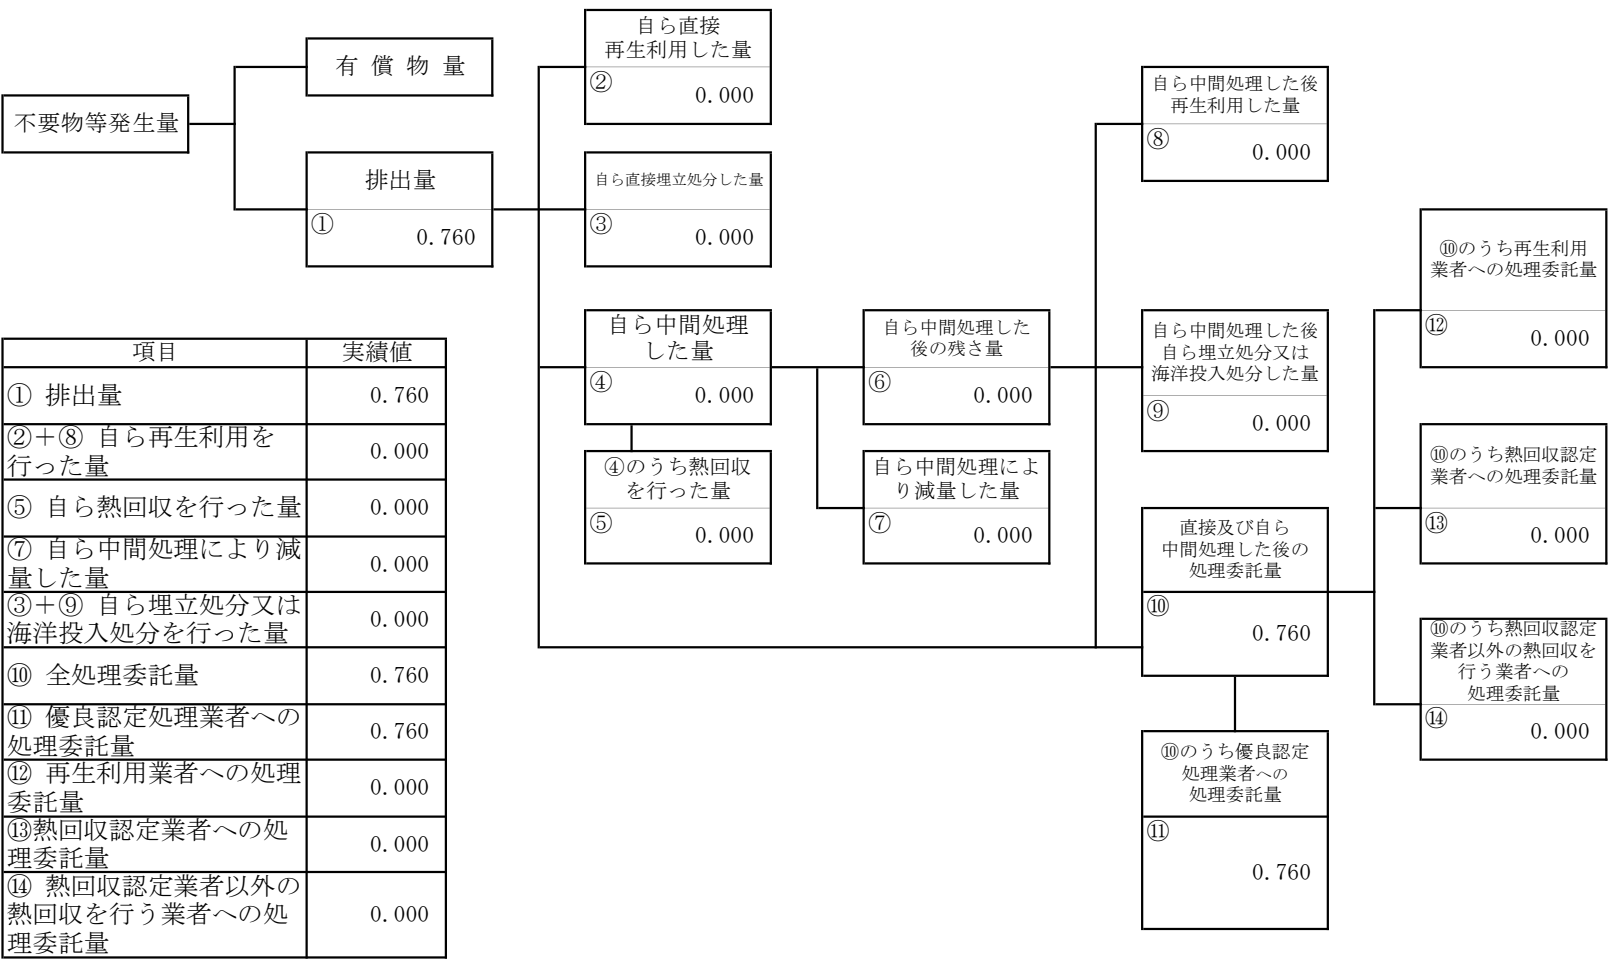 不要物等発生量
有 償 物 量
排出量
①
0.760
自ら直接
再生利用した量
②
0.000
自ら直接埋立処分した量
③
0.000
自ら中間処理
した量
④
0.000
④のうち熱回収
を行った量
⑤
0.000
自ら中間処理した
後の残さ量
⑥
0.000
自ら中間処理によ
り減量した量
⑦
0.000
自ら中間処理した後
再生利用した量
⑧
0.000
自ら中間処理した後
自ら埋立処分又は
海洋投入処分した量
⑨
0.000
直接及び自ら
中間処理した後の
処理委託量
⑩
0.760
⑩のうち優良認定
処理業者への
処理委託量
⑪
0.760
⑩のうち再生利用
業者への処理委託量
⑫
0.000
⑩のうち熱回収認定
業者への処理委託量
⑬
0.000
⑩のうち熱回収認定
業者以外の熱回収を
行う業者への
処理委託量
⑭
0.000
項目 実績値
① 排出量 0.760
②＋⑧ 自ら再生利用を
行った量 0.000
⑤ 自ら熱回収を行った量 0.000
⑦ 自ら中間処理により減
量した量 0.000
③＋⑨ 自ら埋立処分又は
海洋投入処分を行った量 0.000
⑩ 全処理委託量 0.760
⑪ 優良認定処理業者への
処理委託量 0.760
⑫ 再生利用業者への処理
委託量 0.000
⑬熱回収認定業者への処
理委託量 0.000
⑭ 熱回収認定業者以外の
熱回収を行う業者への処
理委託量 0.000